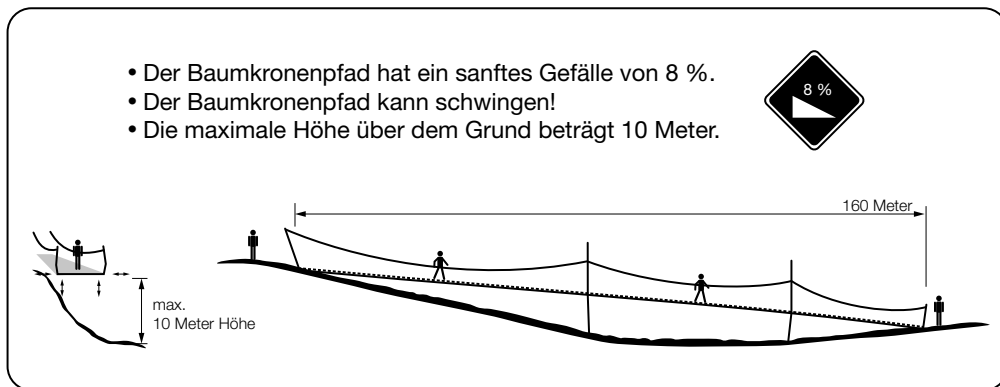 • Der Baumkronenpfad hat ein sanftes Gefälle von 8 %.
• Der Baumkronenpfad kann schwingen!
• Die maximale Höhe über dem Grund beträgt 10 Meter.
8 %
160 Meter
max.
10 Meter Höhe